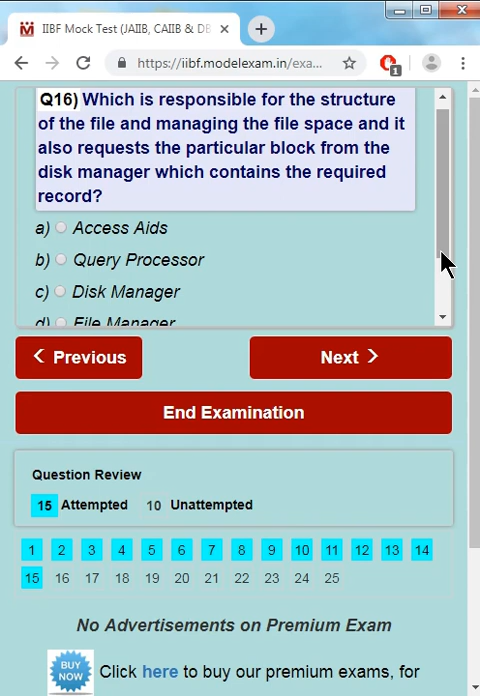 IIBF Mock Test (JAIIB, CAIIB & DB
https://iibf.modelexam.in/exa...
1
Q16) Which is responsible for the structure
of the file and managing the file space and it
also requests the particular block from the
disk manager which contains the required
record?
a) Access Aids
b) Query Processor
c) Disk Manager
d) File Manager
< Previous
Next >
End Examination
Question Review
15 Attempted 10 Unattempted
1 2 3 4 5 6 7 8 9 10 11 12 13 14
15 16 17 18 19 20 21 22 23 24 25
No Advertisements on Premium Exam
BUY
NOW
Click here to buy our premium exams, for